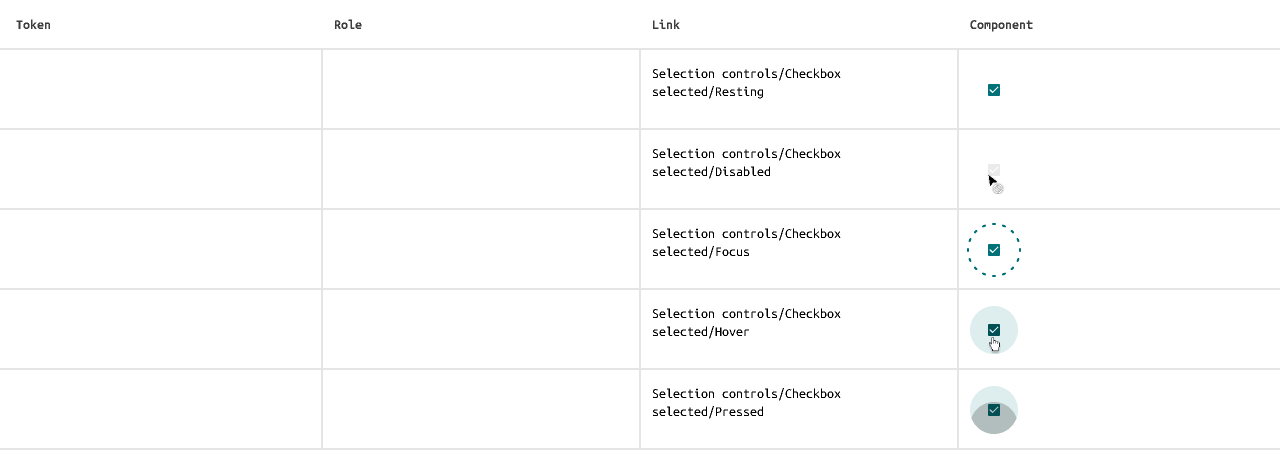 Token Role Link Component
Selection controls/Checkbox
selected/Resting
Selection controls/Checkbox
selected/Disabled
Selection controls/Checkbox
selected/Focus
Selection controls/Checkbox
selected/Hover
Selection controls/Checkbox
selected/Pressed